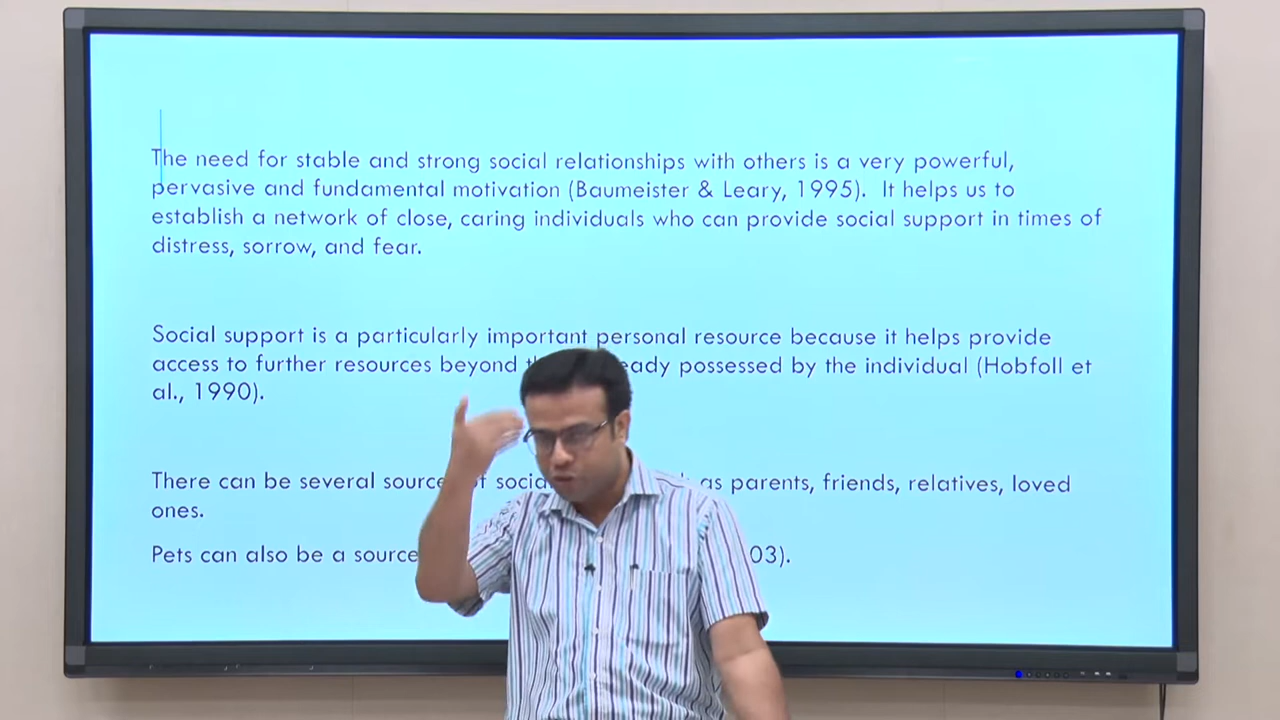 The need for stable and strong social relationships with others is a very powerful,
pervasive and fundamental motivation (Baumeister & Leary, 1995). It helps us to
establish a network of close, caring individuals who can provide social support in times of
distress, sorrow, and fear.
Social support is a particularly important personal resource because it helps provide
access to further resources beyond possessed by the individual (Hobfoll et
al., 1990).
There can be several as parents, friends, relatives, loved
ones.
Pets can also be a source 03).